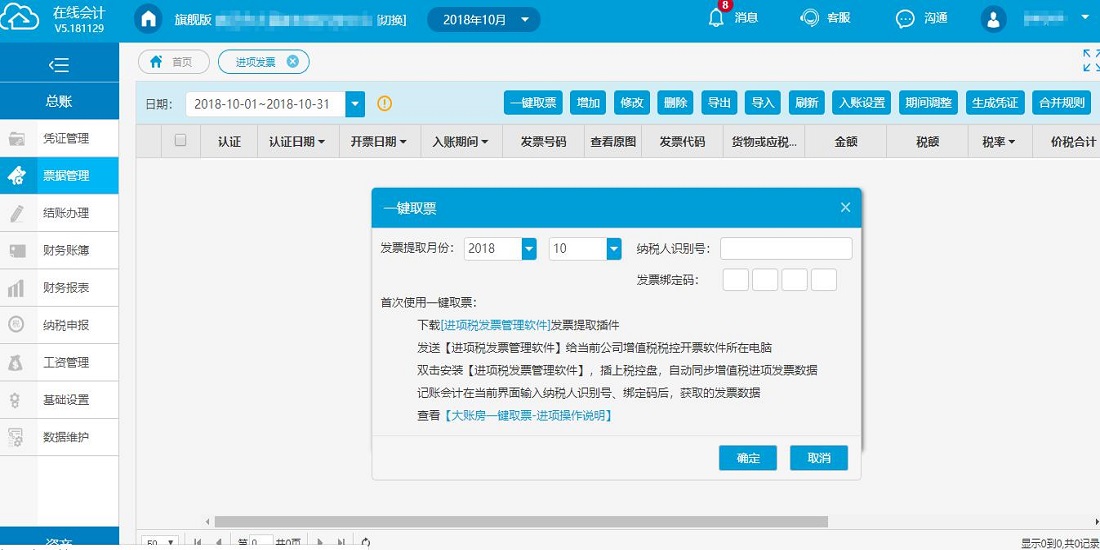 在线会计
V5.181129
旗舰版 [切换]
2018年10月
8
消息
客服
沟通
首页
进项发票
总账
凭证管理
票据管理
结账办理
财务账簿
财务报表
纳税申报
工资管理
基础设置
数据维护
日期: 2018-10-01~2018-10-31
一键取票 增加 修改 删除 导出 导入 刷新 入账设置 期间调整 生成凭证 合并规则
认证 认证日期 开票日期 入账期间 发票号码 查看原图 发票代码 货物或应税... 金额 税额 税率 价税合计
一键取票
发票提取月份: 2018 10 纳税人识别号:
发票绑定码:
首次使用一键取票:
下载[进项税发票管理软件]发票提取插件
发送【进项税发票管理软件】给当前公司增值税税控开票软件所在电脑
双击安装【进项税发票管理软件】,插上税控盘,自动同步增值税进项发票数据
记账会计在当前界面输入纳税人识别号、绑定码后,获取的发票数据
查看【大账房一键取票-进项操作说明】
确定 取消
50 第 0 共0页
显示0到0,共0记录